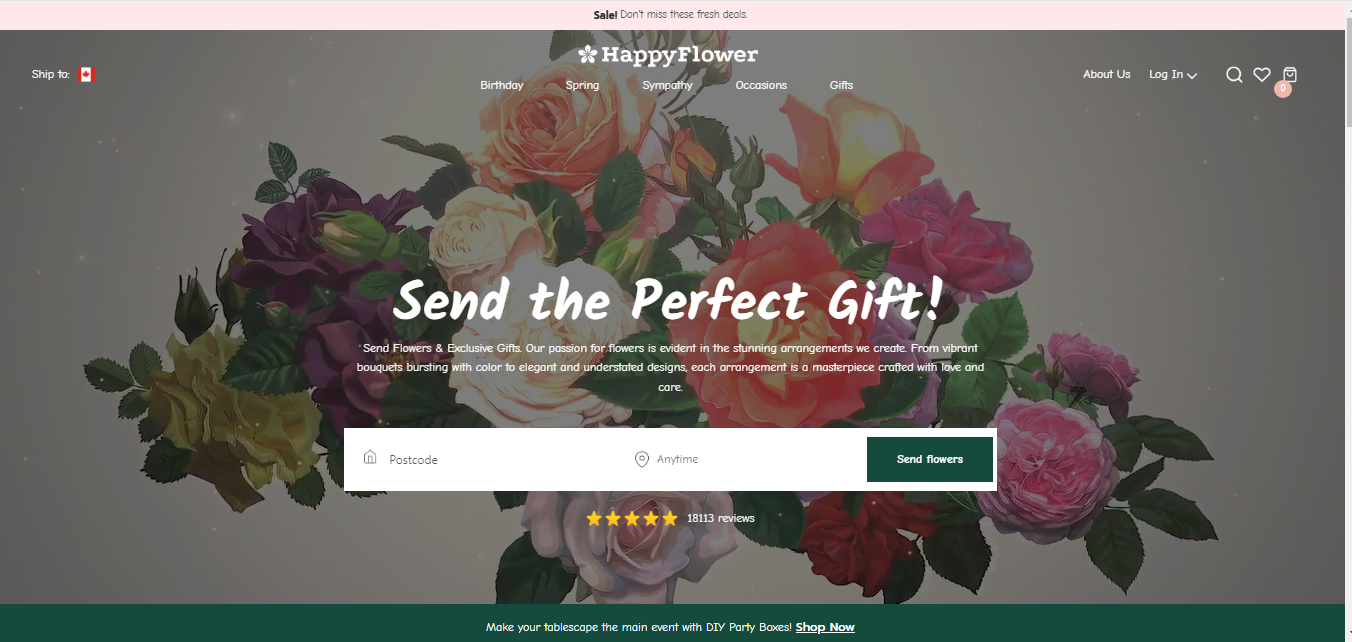 Sale! Don't miss these fresh deals.
HappyFlower
Ship to:
About Us
Log In
Birthday
Spring
Sympathy
Occasions
Gifts
0
Send the Perfect Gift!
"Send Flowers & Exclusive Gifts. Our passion for flowers is evident in the stunning arrangements we create. From vibrant
bouquets bursting with color to elegant and understated designs, each arrangement is a masterpiece crafted with love and
care.
Postcode
Anytime
Send flowers
18113 reviews
Make your tablescape the main event with DIY Party Boxes! Shop Now